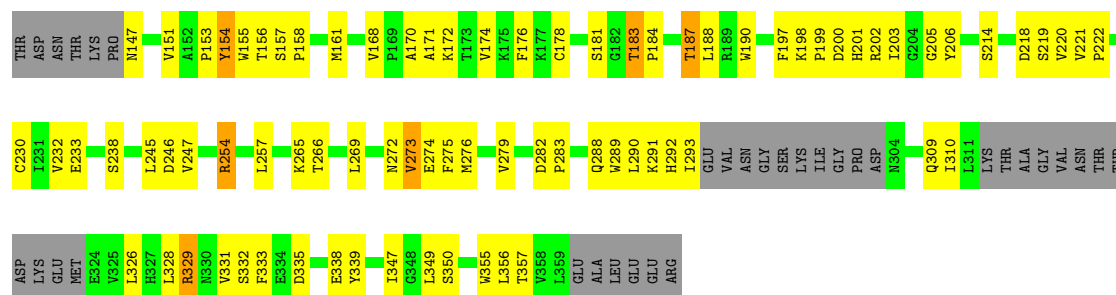 THR ASP ASN THR LYS PRO N147 V151 A152 P153 Y154 W155 T156 S157 P158 M161 V168 P169 A170 A171 K172 T173 V174 K175 F176 K177 C178 S181 G182 T183 P184 T187 L188 R189 W190 F197 K198 P199 D200 H201 R202 I203 G204 G205 Y206 S214 D218 S219 V220 V221 P222
C230 I231 V232 E233 S238 L245 D246 V247 R254 L257 K265 T266 L269 N272 V273 E274 F275 M276 V279 D282 P283 Q288 W289 L290 K291 H292 I293 GLU VAL ASN GLY SER LYS ILE GLY PRO ASP N304 Q309 I310 L311 LYS THR ALA GLY VAL ASN THR THR
ASP LYS GLU MET E324 V325 L326 H327 L328 R329 N330 V331 S332 F333 E334 D335 E338 Y339 I347 G348 L349 S350 W355 L356 T357 V358 L359 GLU ALA LEU GLU GLU ARG